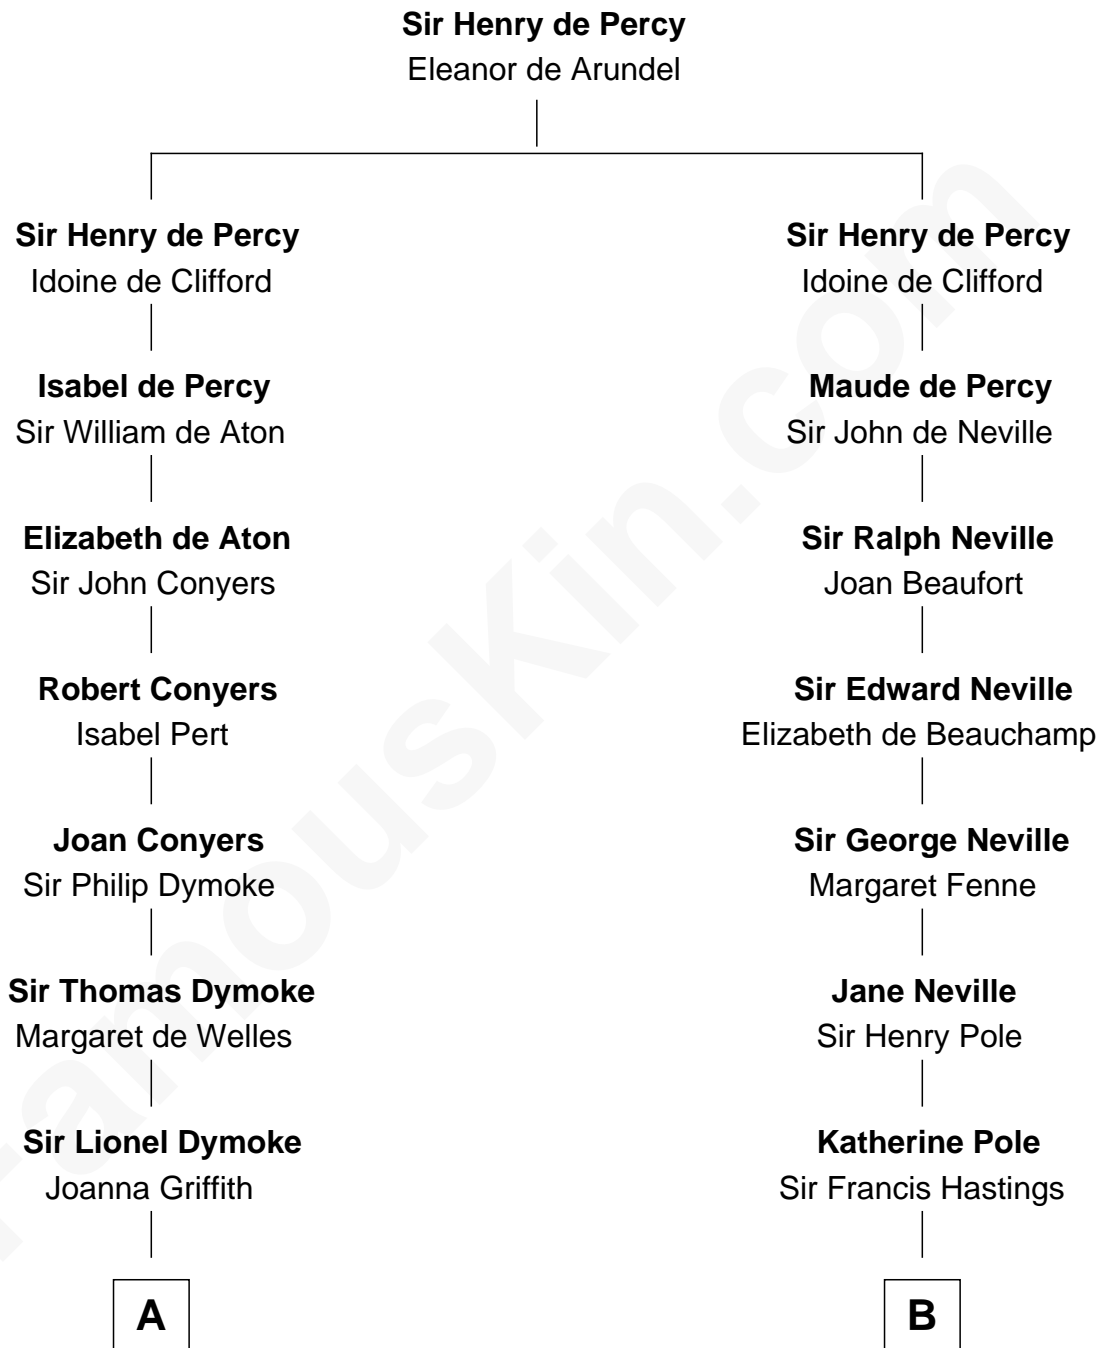 Sir Henry de Percy
Eleanor de Arundel
Sir Henry de Percy
Idoine de Clifford
Isabel de Percy
Sir William de Aton
Elizabeth de Aton
Sir John Conyers
Robert Conyers
Isabel Pert
Joan Conyers
Sir Philip Dymoke
Sir Thomas Dymoke
Margaret de Welles
Sir Lionel Dymoke
Joanna Griffith
A
Sir Henry de Percy
Idoine de Clifford
Maude de Percy
Sir John de Neville
Sir Ralph Neville
Joan Beaufort
Sir Edward Neville
Elizabeth de Beauchamp
Sir George Neville
Margaret Fenne
Jane Neville
Sir Henry Pole
Katherine Pole
Sir Francis Hastings
B
FamousKin.com